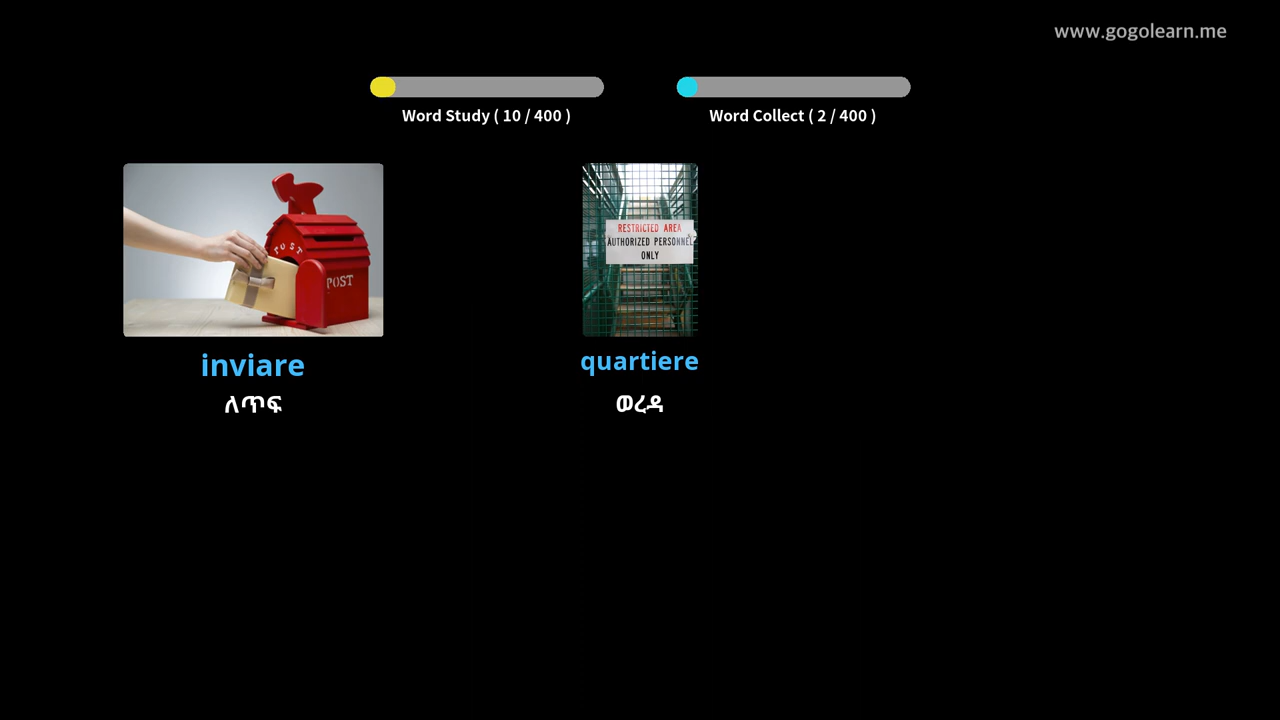 www.gogolearn.me
Word Study ( 10 / 400 )
Word Collect ( 2 / 400 )
POST
POST
RESTRICTED AREA
AUTHORIZED PERSONNEL
ONLY
inviare
quartiere
ለጥፍ
ወረዳ